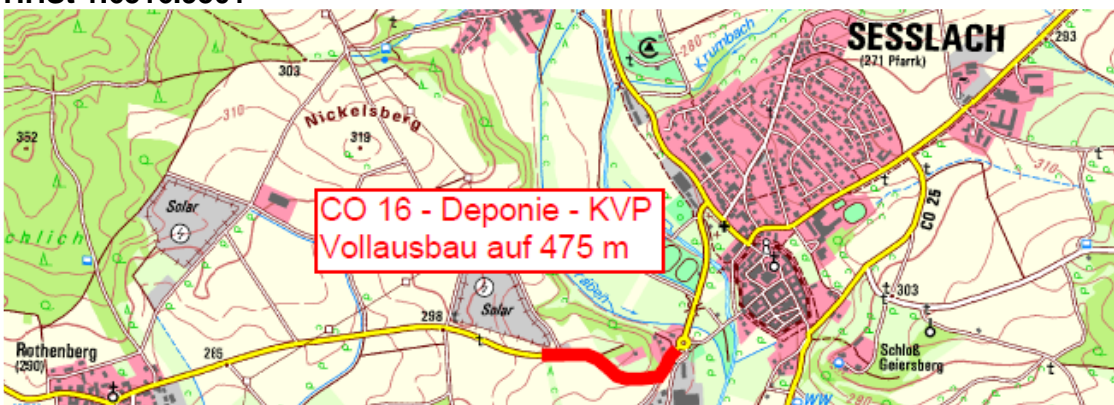 SESSLACH
(271 Pfarrk)
293
280
Krumbach
303
310
Nickelsberg
319
352
310
Solar
CO 16 - Deponie - KVP
Vollausbau auf 475 m
CO 25
R
303
Solar
298
Rothenberg
(290)
265
Schloß
Geiersberg
WW
280